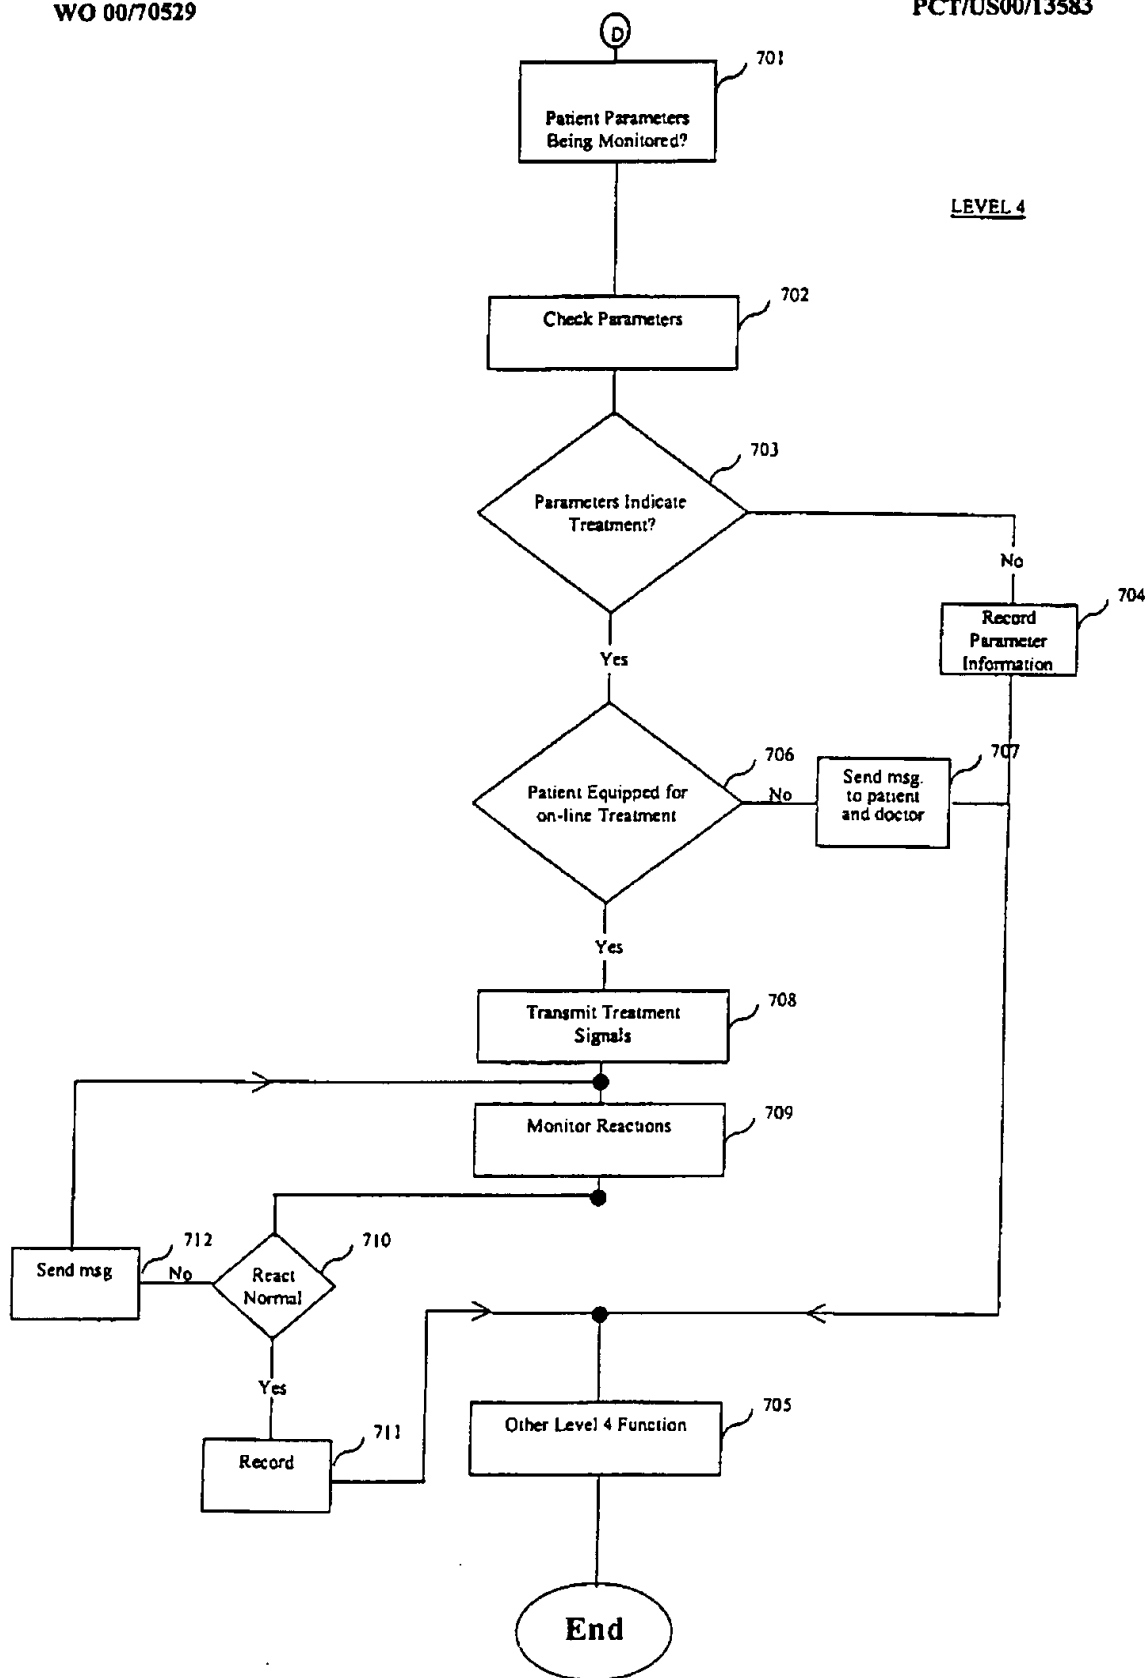 WO 00/70529
PCT/US00/13583
D
701
Patient Parameters
Being Monitored?
LEVEL 4
702
Check Parameters
703
Parameters Indicate
Treatment?
No
704
Record
Parameter
Information
Yes
706
Patient Equipped for
on-line Treatment
No
707
Send msg.
to patient
and doctor
Yes
708
Transmit Treatment
Signals
709
Monitor Reactions
712
Send msg
No
710
React
Normal
Yes
711
Record
705
Other Level 4 Function
End